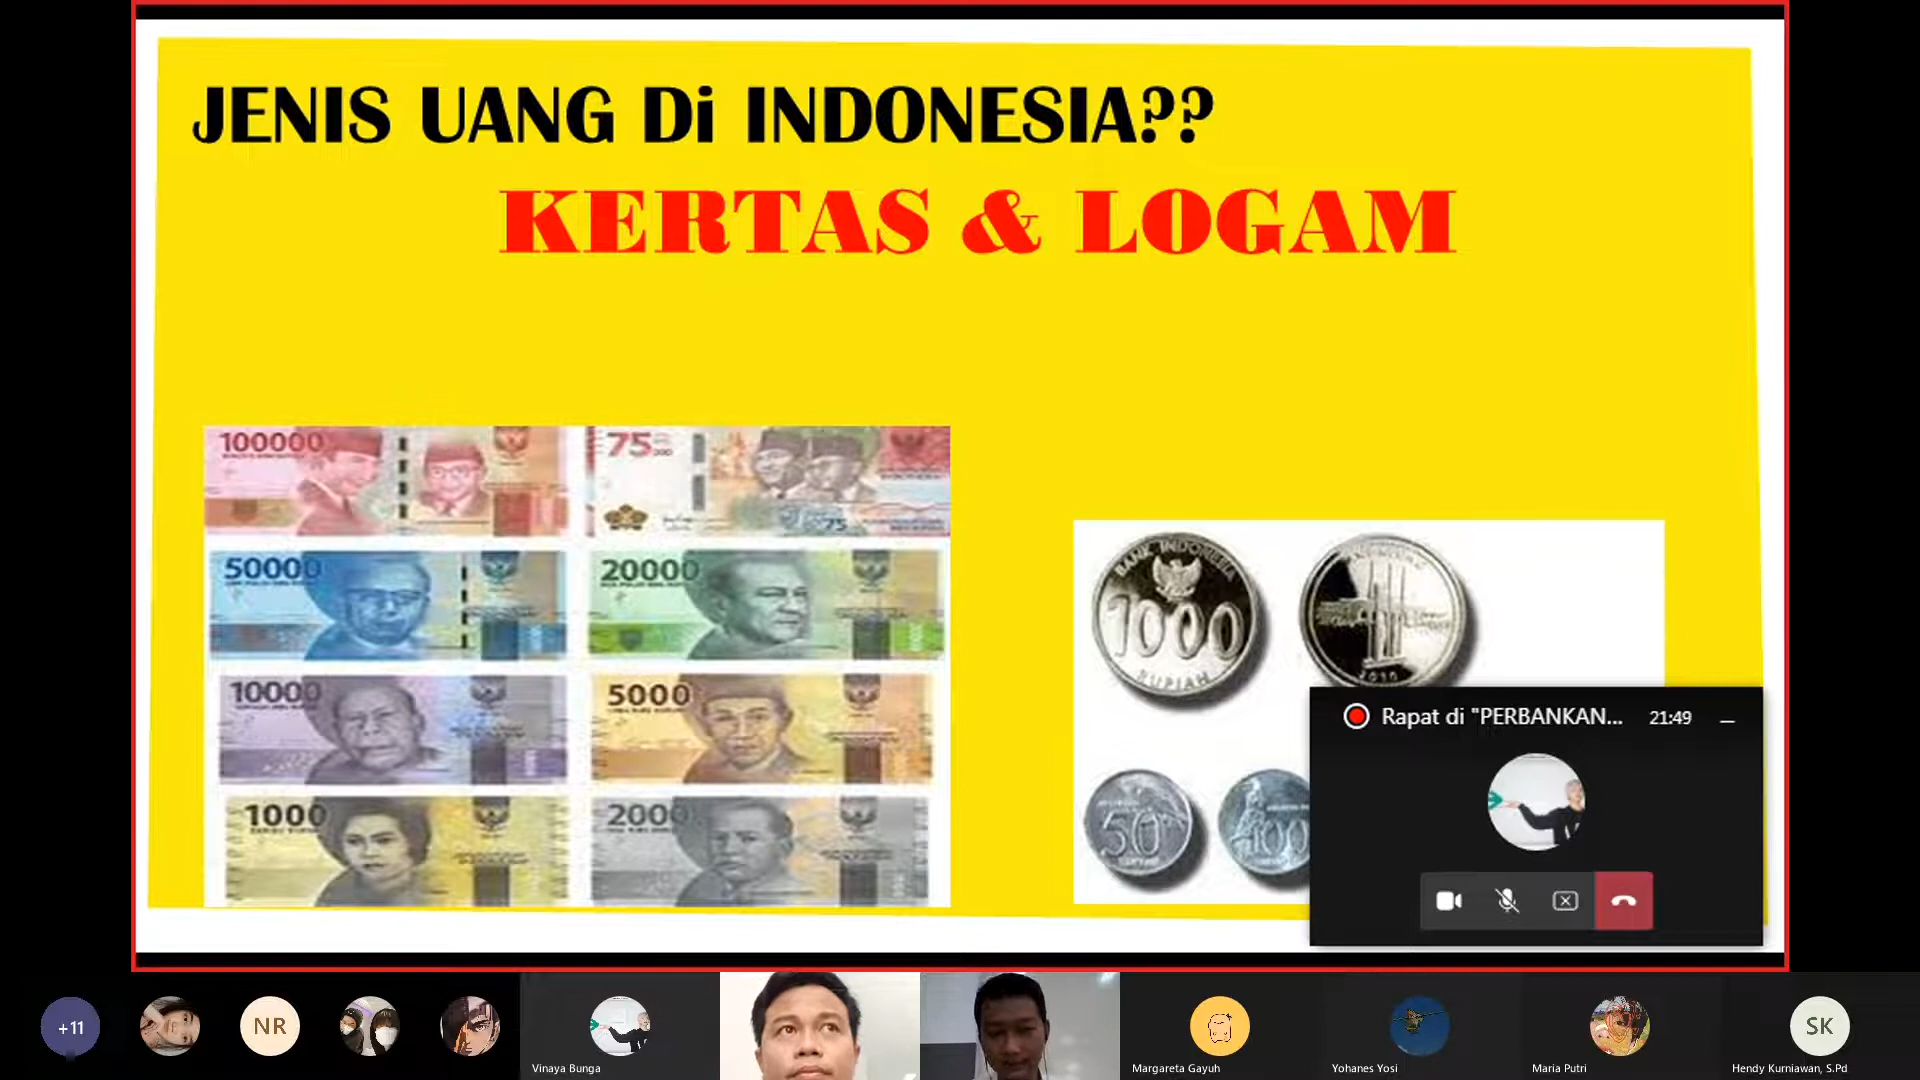 JENIS UANG Di INDONESIA??
KERTAS & LOGAM
100000
75
50000
20000
10000
5000
1000
2000
BANK INDONESIA
1000
RUPIAH
2010
50
100
75
Rapat di "PERBANKAN...
21:49
+11
NR
Vinaya Bunga
Margareta Gayuh
Yohanes Yosi
Maria Putri
SK
Hendy Kurniawan, S.Pd